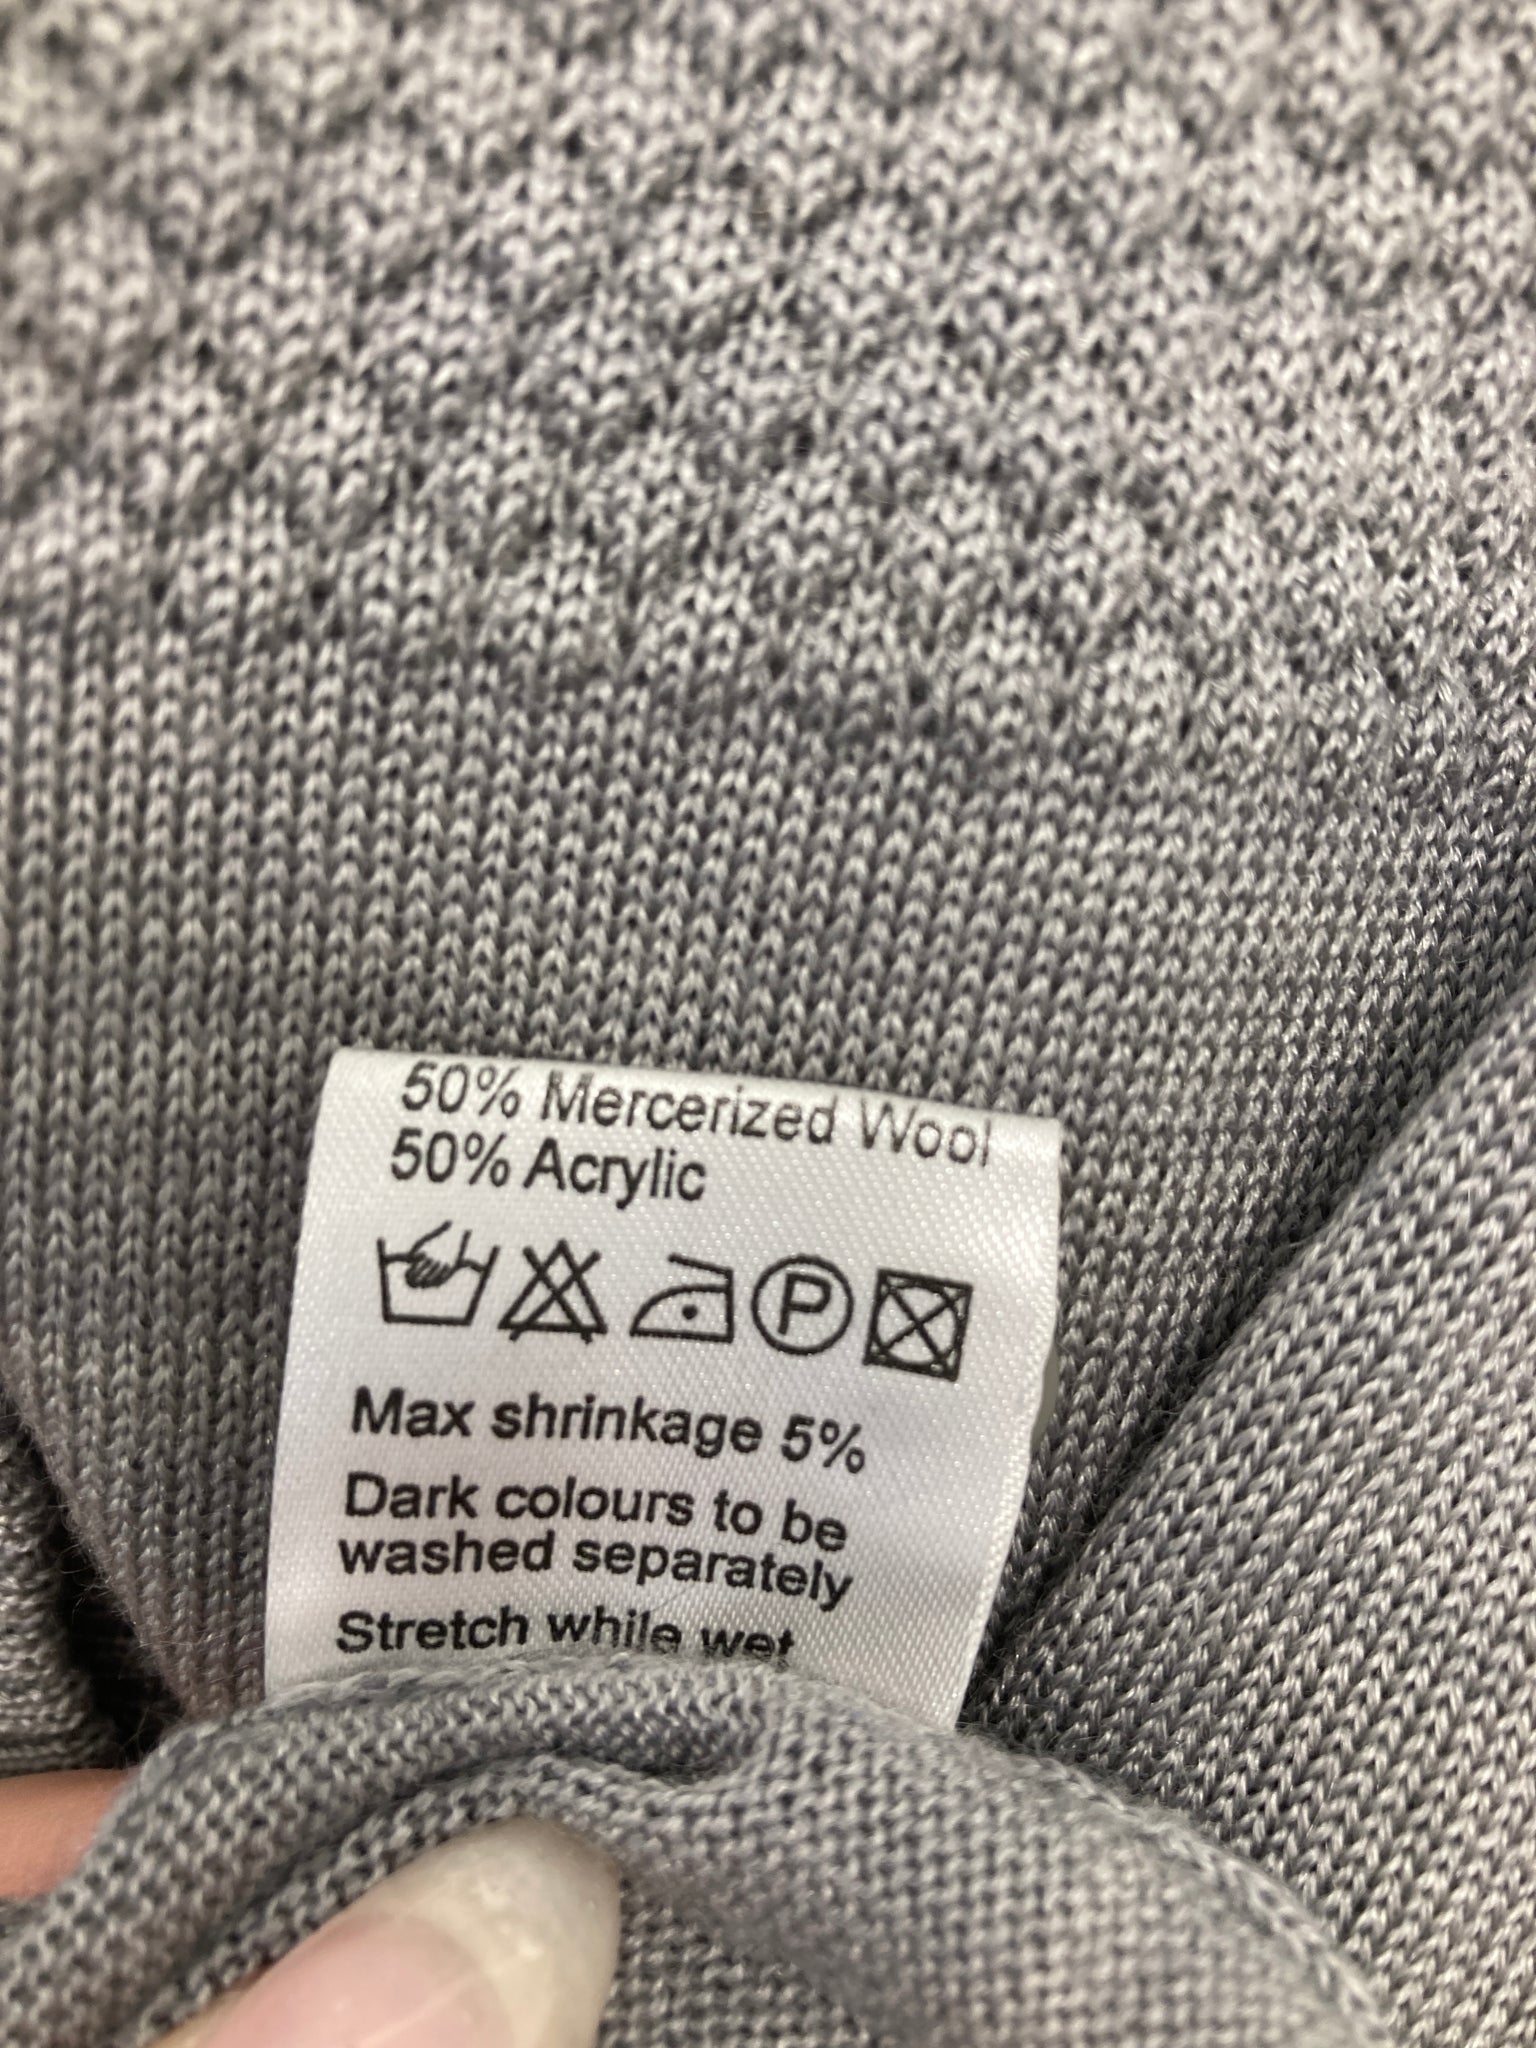 50% Mercerized Wool
50% Acrylic
P
Max shrinkage 5%
Dark colours to be
washed separately
Stretch while wet